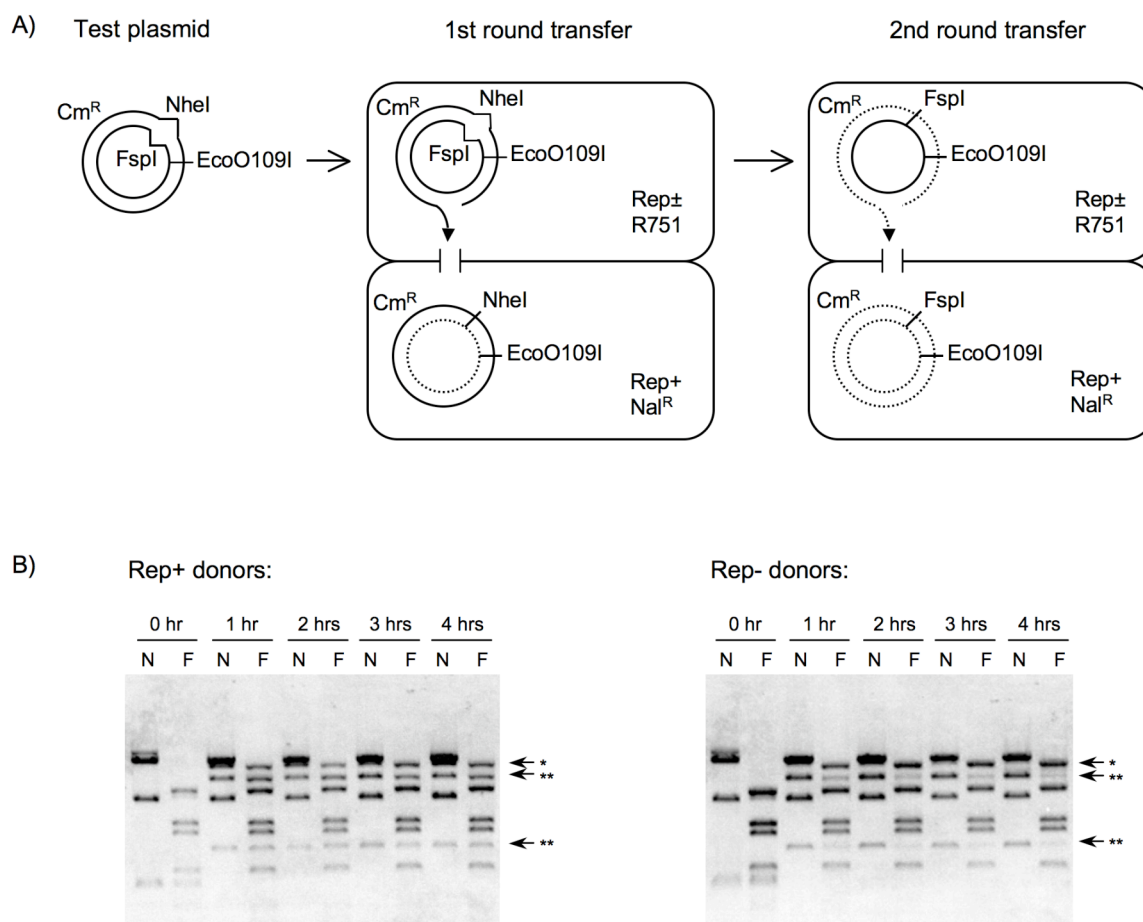 A) Test plasmid 1st round transfer 2nd round transfer
Cm^R NheI FspI EcoO109I
Cm^R NheI FspI EcoO109I
Rep±
R751
Cm^R NheI
EcoO109I
Rep+
Nal^R
Cm^R FspI
EcoO109I
Rep±
R751
Cm^R FspI
EcoO109I
Rep+
Nal^R
B) Rep+ donors: Rep- donors:
0 hr 1 hr 2 hrs 3 hrs 4 hrs
N F N F N F N F N F
*
**
**
0 hr 1 hr 2 hrs 3 hrs 4 hrs
N F N F N F N F N F
*
**
**